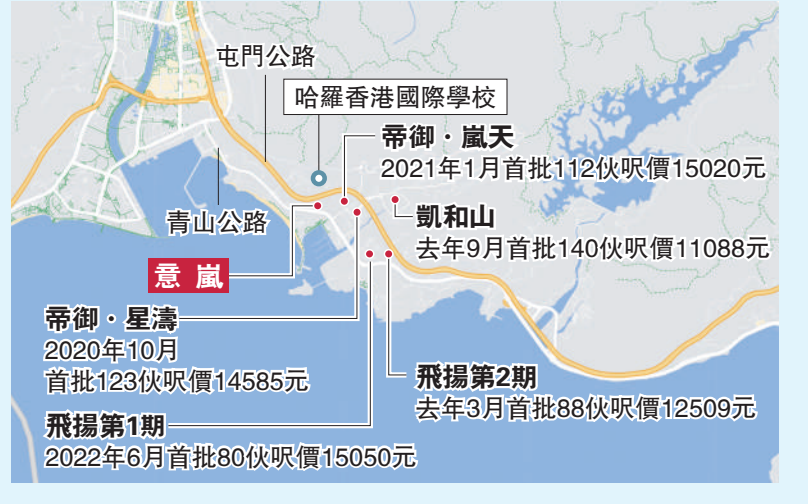 屯門公路
哈羅香港國際學校
帝御·嵐天
2021年1月首批112伙呎價15020元
青山公路
凱和山
去年9月首批140伙呎價11088元
意嵐
帝御·星濤
2020年10月
首批123伙呎價14585元
飛揚第2期
去年3月首批88伙呎價12509元
飛揚第1期
2022年6月首批80伙呎價15050元